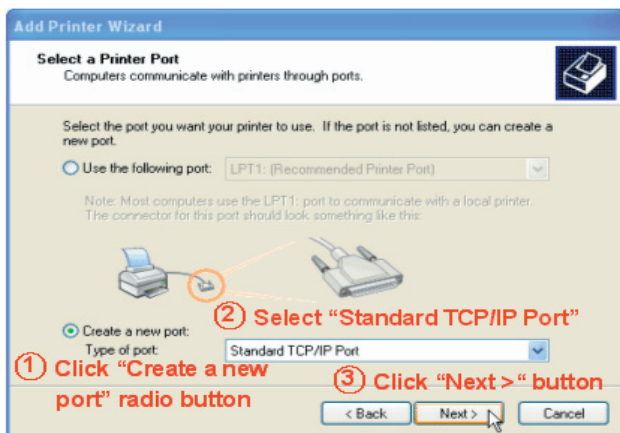 Add Printer Wizard
Select a Printer Port
Computers communicate with printers through ports.
Select the port you want your printer to use. If the port is not listed, you can create a
new port.
Use the following port: LPT1: (Recommended Printer Port)
Note: Most computers use the LPT1: port to communicate with a local printer.
The connector for this port should look something like this:
② Select “Standard TCP/IP Port”
Create a new port:
Type of port: Standard TCP/IP Port
① Click “Create a new
port” radio button
③ Click “Next >“ button
< Back Next > Cancel